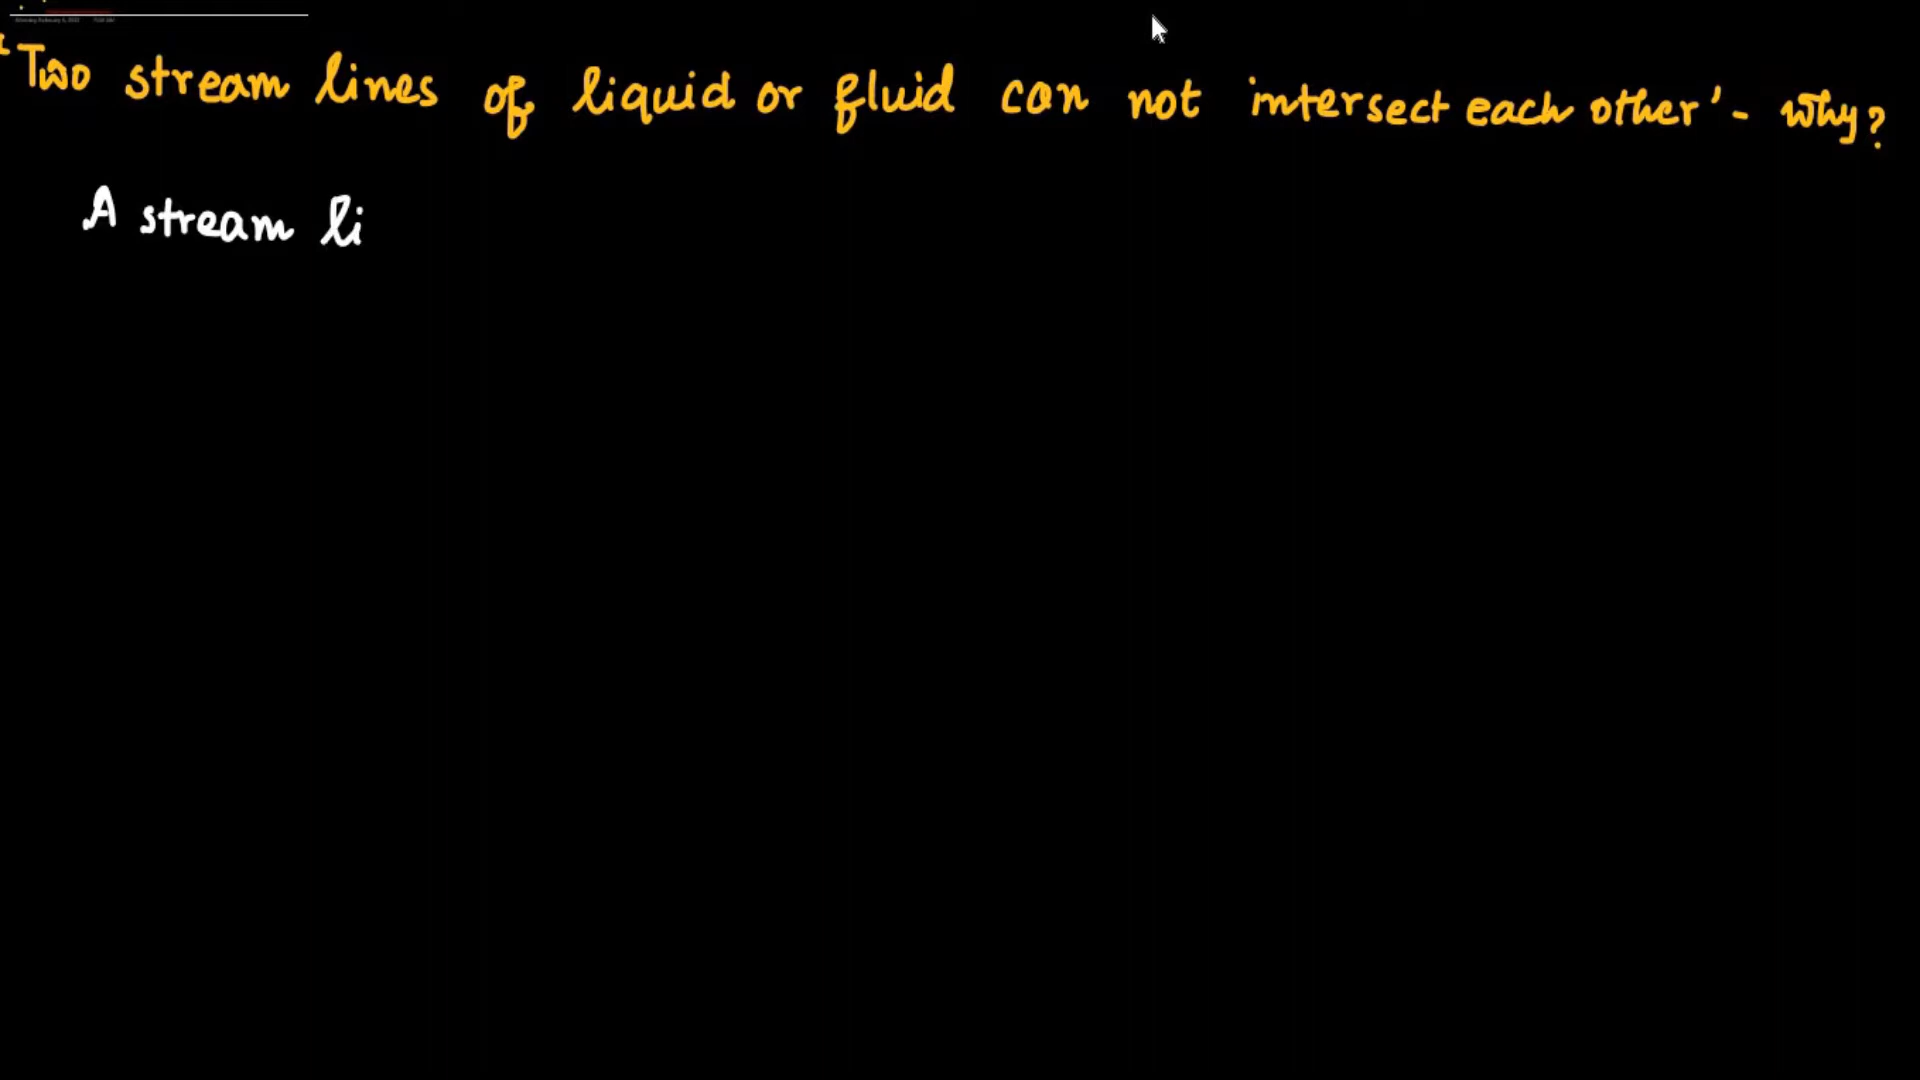 'Two stream lines of liquid or fluid can not intersect each other' - why?
A stream li